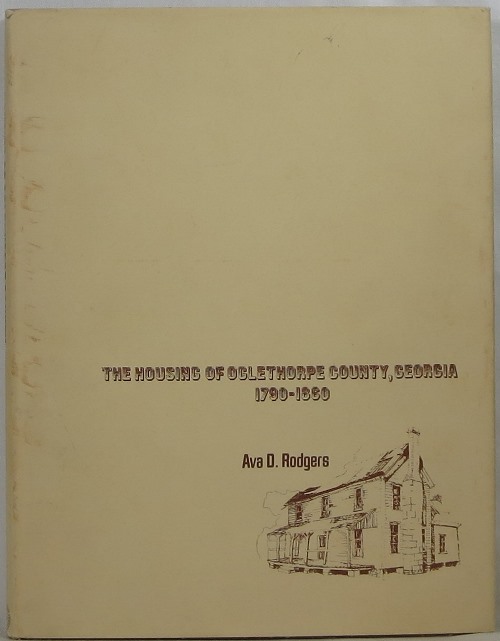 THE HOUSING OF OGLETHORPE COUNTY, GEORGIA
1790-1860
Ava D. Rodgers